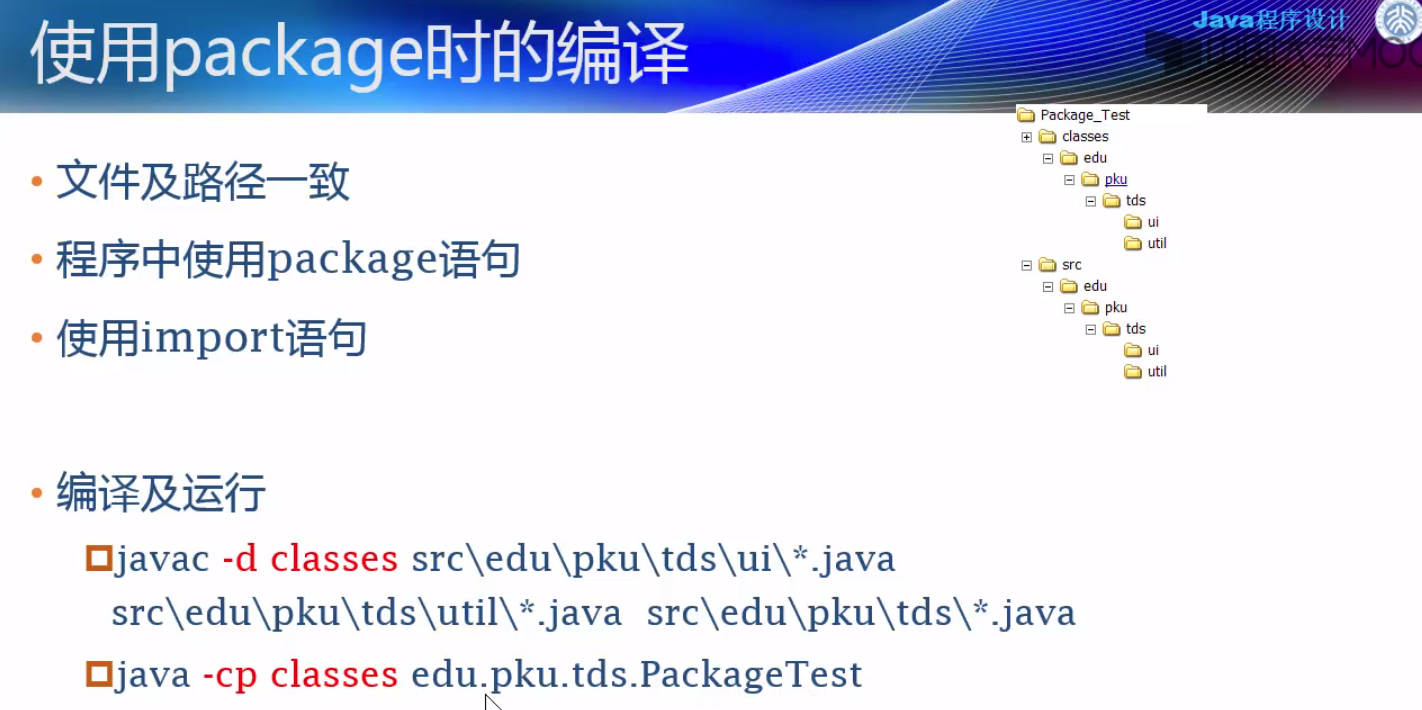 Java程序设计
使用package时的编译
Package_Test
classes
edu
pku
tds
ui
util
src
edu
pku
tds
ui
util
文件及路径一致
程序中使用package语句
使用import语句
编译及运行
javac -d classes src\edu\pku\tds\ui\*.java
src\edu\pku\tds\util\*.java src\edu\pku\tds\*.java
java -cp classes edu.pku.tds.PackageTest